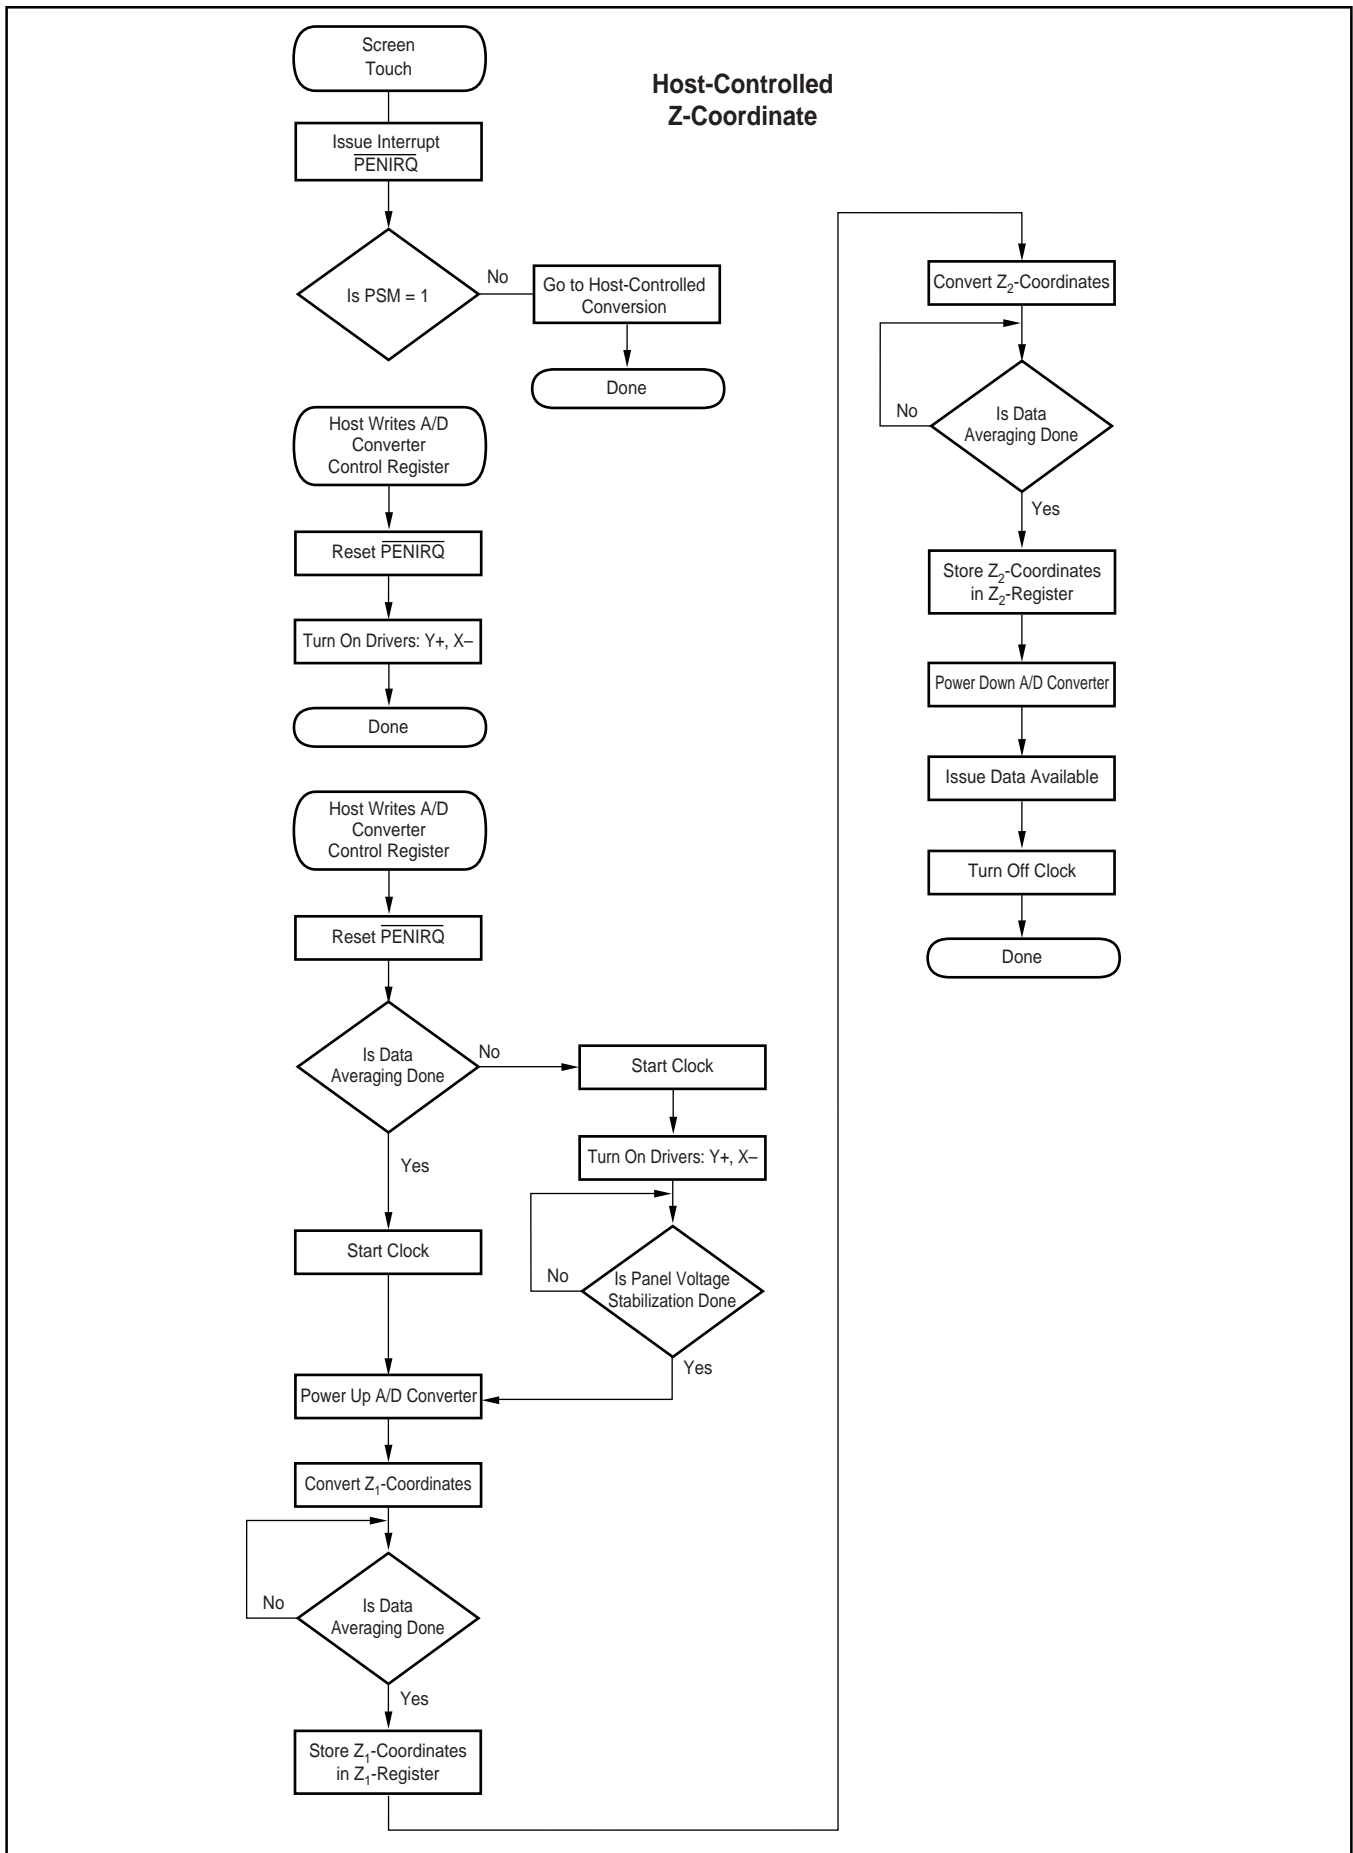 Host-Controlled
Z-Coordinate
Screen
Touch
Issue Interrupt
PENIRQ
Is PSM = 1
No
Go to Host-Controlled
Conversion
Done
Host Writes A/D
Converter
Control Register
Reset PENIRQ
Turn On Drivers: Y+, X–
Done
Host Writes A/D
Converter
Control Register
Reset PENIRQ
Is Data
Averaging Done
No
Start Clock
Turn On Drivers: Y+, X–
No
Is Panel Voltage
Stabilization Done
Yes
Yes
Start Clock
Power Up A/D Converter
Convert Z1-Coordinates
No
Is Data
Averaging Done
Yes
Store Z1-Coordinates
in Z1-Register
Convert Z2-Coordinates
No
Is Data
Averaging Done
Yes
Store Z2-Coordinates
in Z2-Register
Power Down A/D Converter
Issue Data Available
Turn Off Clock
Done